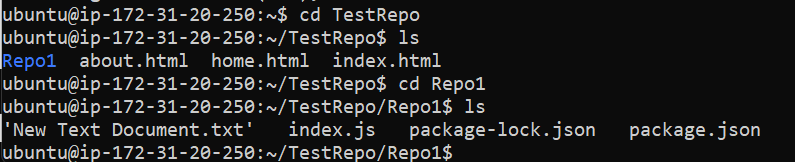 ubuntu@ip-172-31-20-250:~$ cd TestRepo
ubuntu@ip-172-31-20-250:~/TestRepo$ ls
Repo1  about.html  home.html  index.html
ubuntu@ip-172-31-20-250:~/TestRepo$ cd Repo1
ubuntu@ip-172-31-20-250:~/TestRepo/Repo1$ ls
'New Text Document.txt'   index.js   package-lock.json   package.json
ubuntu@ip-172-31-20-250:~/TestRepo/Repo1$